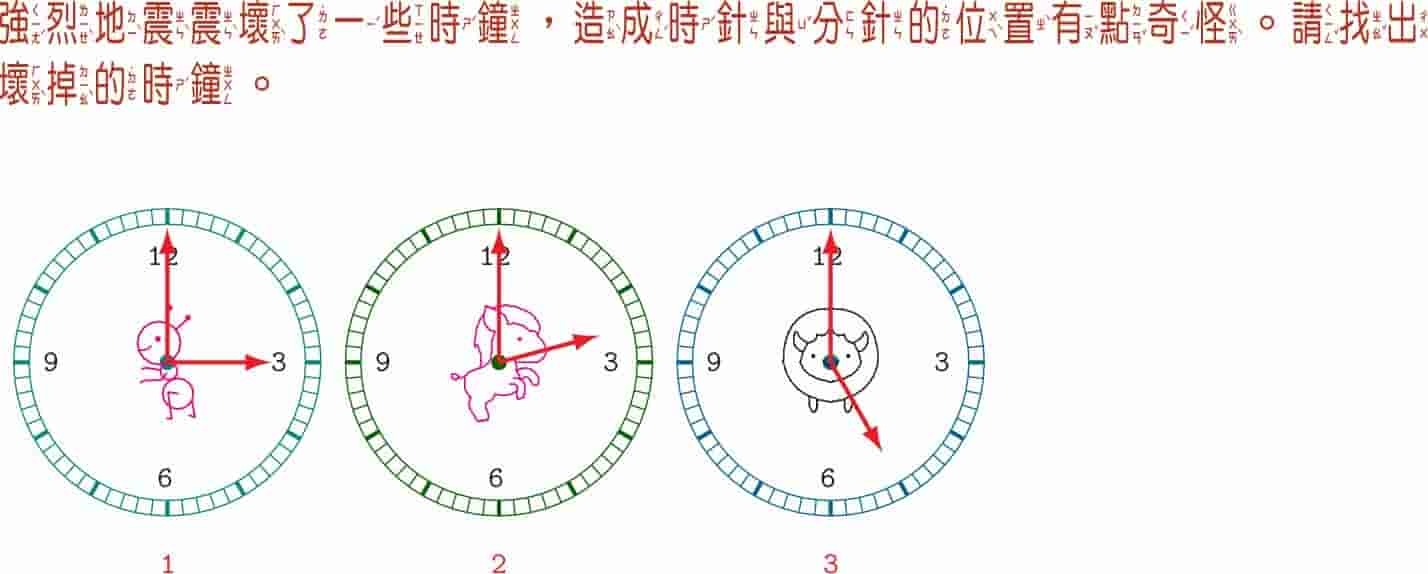 強烈地震震壞了一些時鐘，造成時針與分針的位置有點奇怪。請找出
壞掉的時鐘。
12 12 12
9 3 9 3 9 3
6 6 6
1 2 3